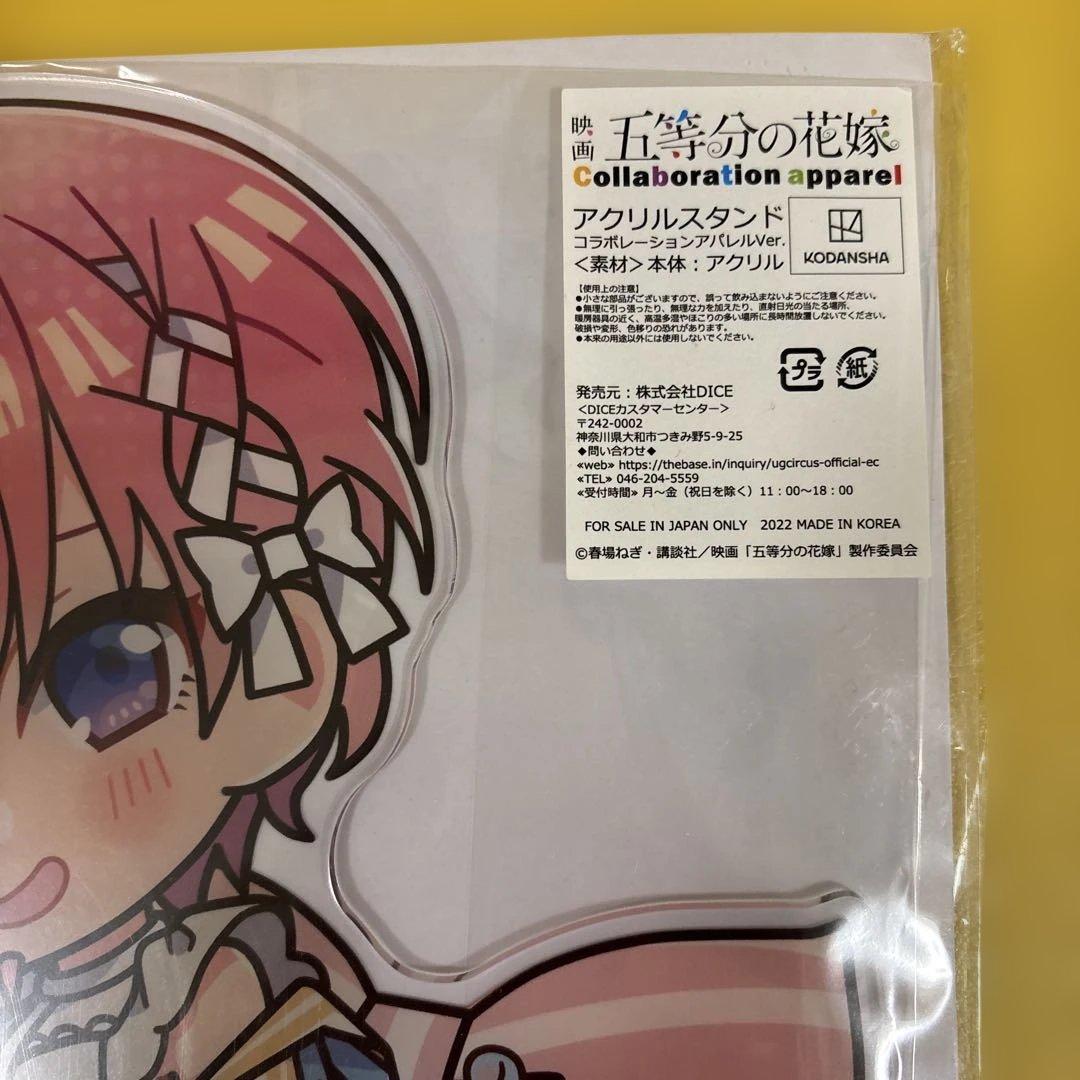 映画 五等分の花嫁
Collaboration apparel
アクリルスタンド
コラボレーションアパレルVer.
＜素材＞本体：アクリル
KODANSHA
【使用上の注意】
●小さな部品がございますので、誤って飲み込まないようにご注意ください。
●無理に引っ張ったり、無理な力を加えたり、直射日光の当たる場所、
暖房器具の近く、高温多湿やほこりの多い場所に長時間放置しないでください。
破損や変形、色移りの恐れがあります。
●本来の用途以外には使用しないでください。
プラ
紙
発売元：株式会社DICE
＜DICEカスタマーセンター＞
〒242-0002
神奈川県大和市つきみ野5-9-25
◆問い合わせ◆
≪web≫ https://thebase.in/inquiry/ugcircus-official-ec
≪TEL≫ 046-204-5559
≪受付時間≫ 月～金（祝日を除く）11：00～18：00
FOR SALE IN JAPAN ONLY 2022 MADE IN KOREA
©春場ねぎ・講談社／映画「五等分の花嫁」製作委員会